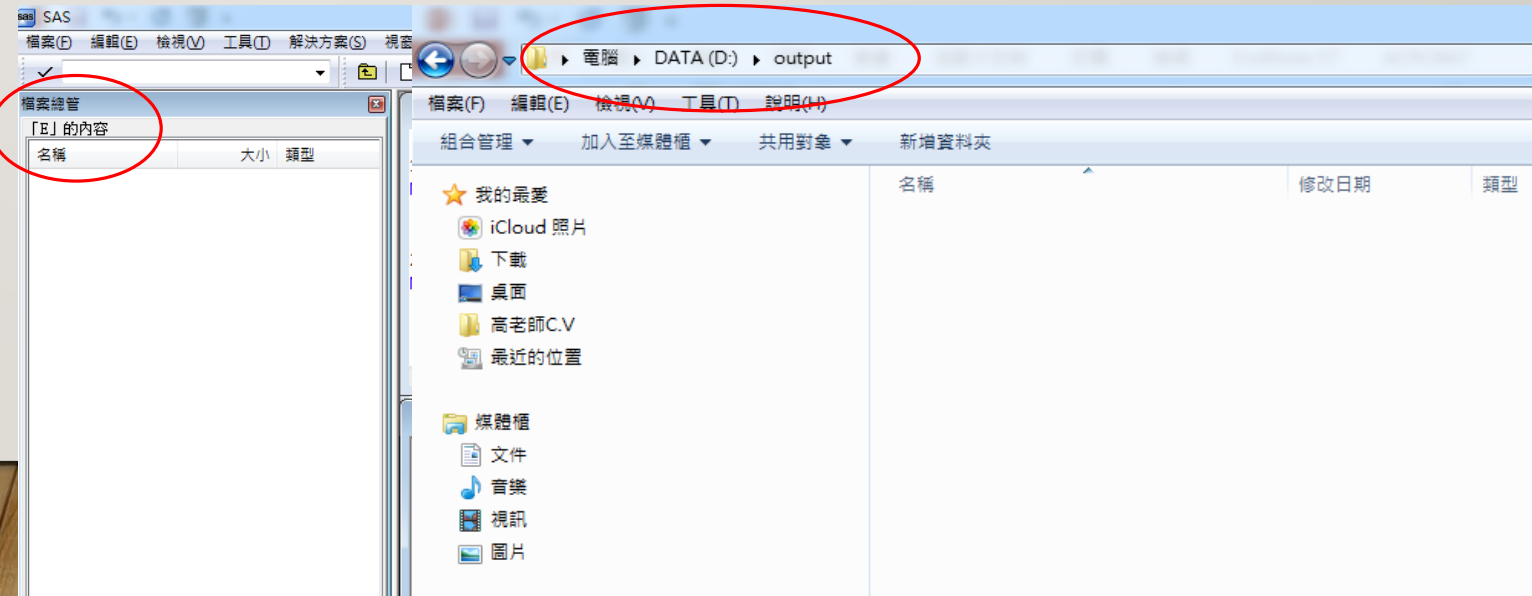 sas SAS
檔案(F) 編輯(E) 檢視(V) 工具(T) 解決方案(S) 視窗
檔案總管
「E」的內容
名稱 大小 類型
電腦 DATA (D:) output
檔案(F) 編輯(E) 檢視(V) 工具(T) 說明(H)
組合管理 加入至媒體櫃 共用對象 新增資料夾
我的最愛
iCloud 照片
下載
桌面
高老師C.V
最近的位置
媒體櫃
文件
音樂
視訊
圖片
名稱 修改日期 類型